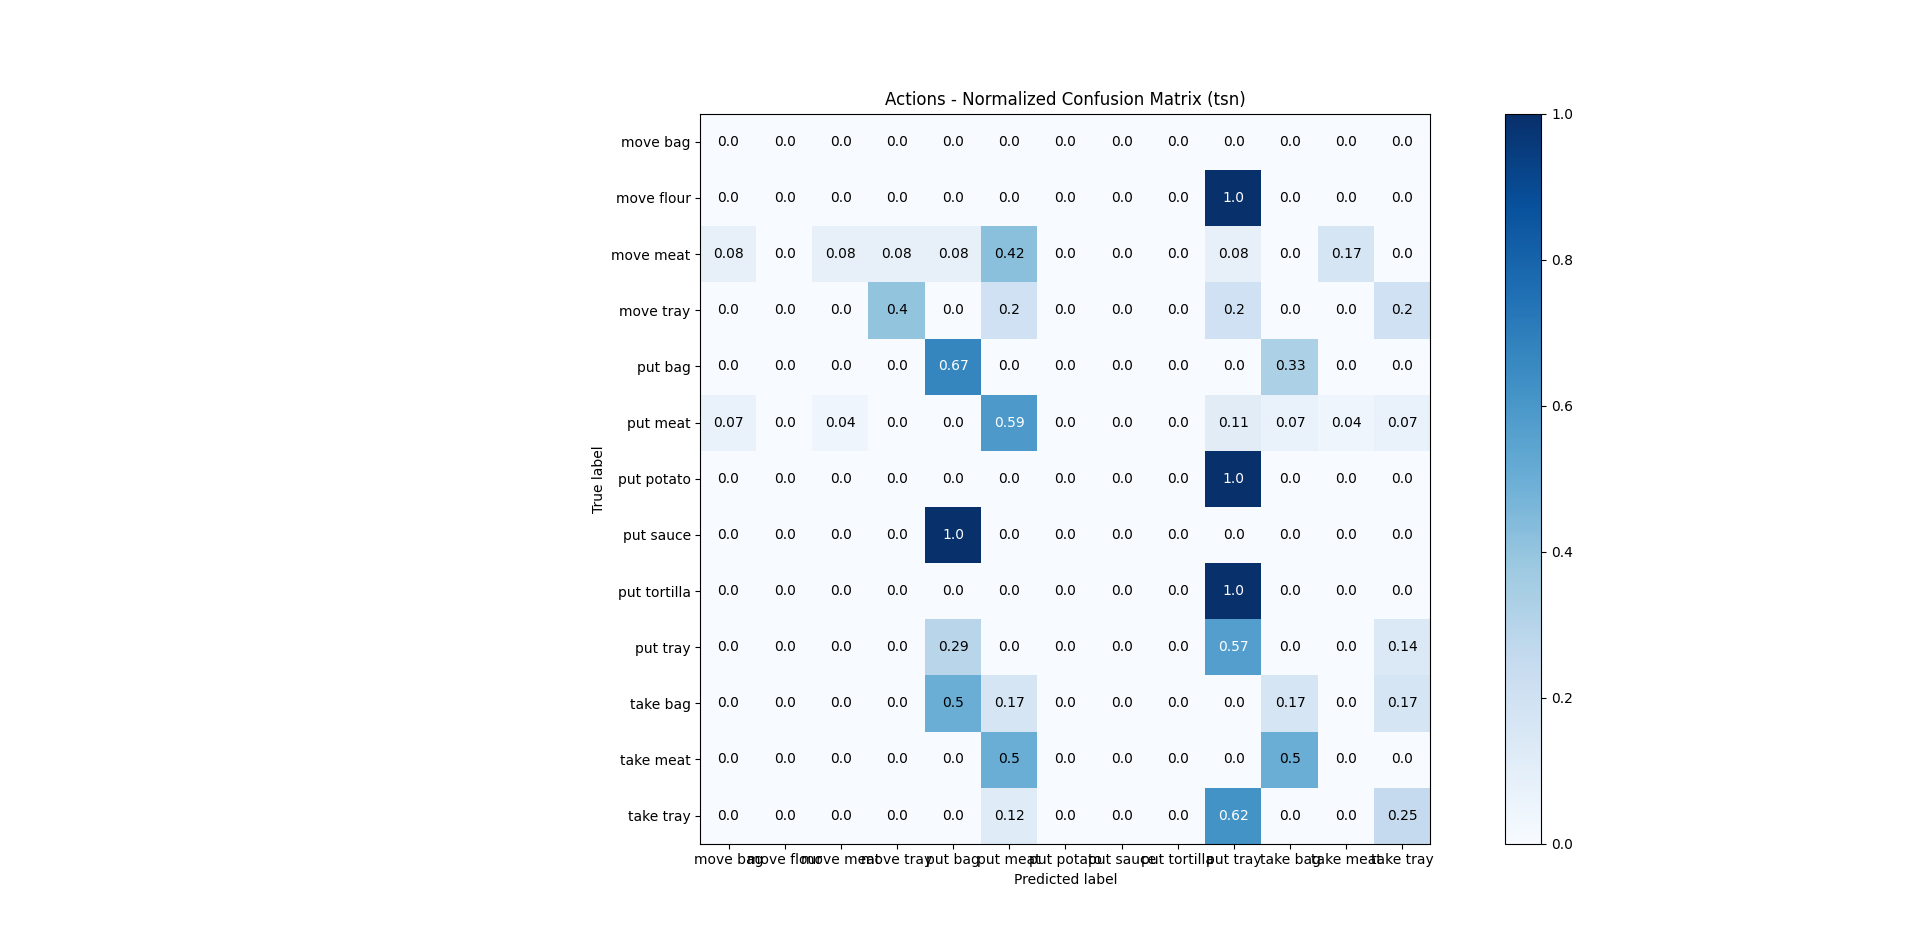 Actions - Normalized Confusion Matrix (tsn)
True label
move bag 0.0 0.0 0.0 0.0 0.0 0.0 0.0 0.0 0.0 0.0 0.0 0.0 0.0
move flour 0.0 0.0 0.0 0.0 0.0 0.0 0.0 0.0 0.0 1.0 0.0 0.0 0.0
move meat 0.08 0.0 0.08 0.08 0.08 0.42 0.0 0.0 0.0 0.08 0.0 0.17 0.0
move tray 0.0 0.0 0.0 0.4 0.0 0.2 0.0 0.0 0.0 0.2 0.0 0.0 0.2
put bag 0.0 0.0 0.0 0.0 0.67 0.0 0.0 0.0 0.0 0.0 0.33 0.0 0.0
put meat 0.07 0.0 0.04 0.0 0.0 0.59 0.0 0.0 0.0 0.11 0.07 0.04 0.07
put potato 0.0 0.0 0.0 0.0 0.0 0.0 0.0 0.0 0.0 1.0 0.0 0.0 0.0
put sauce 0.0 0.0 0.0 0.0 1.0 0.0 0.0 0.0 0.0 0.0 0.0 0.0 0.0
put tortilla 0.0 0.0 0.0 0.0 0.0 0.0 0.0 0.0 0.0 1.0 0.0 0.0 0.0
put tray 0.0 0.0 0.0 0.0 0.29 0.0 0.0 0.0 0.0 0.57 0.0 0.0 0.14
take bag 0.0 0.0 0.0 0.0 0.5 0.17 0.0 0.0 0.0 0.0 0.17 0.0 0.17
take meat 0.0 0.0 0.0 0.0 0.0 0.5 0.0 0.0 0.0 0.0 0.5 0.0 0.0
take tray 0.0 0.0 0.0 0.0 0.0 0.12 0.0 0.0 0.0 0.62 0.0 0.0 0.25
move bag move flour move meat move tray put bag put meat put potato put sauce put tortilla put tray take bag take meat take tray
Predicted label
1.0
0.8
0.6
0.4
0.2
0.0